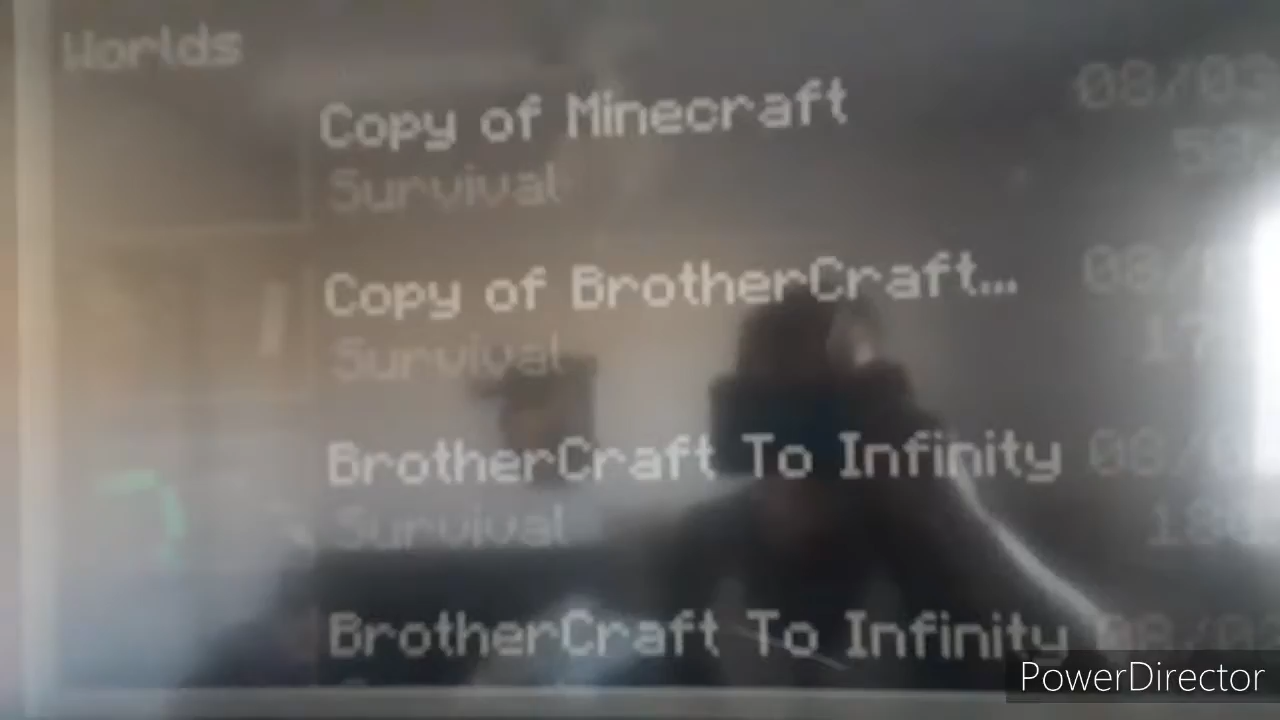 Worlds
Copy of Minecraft
Survival
Copy of BrotherCraft...
Survival
BrotherCraft To Infinity
Survival
BrotherCraft To Infinity
PowerDirector